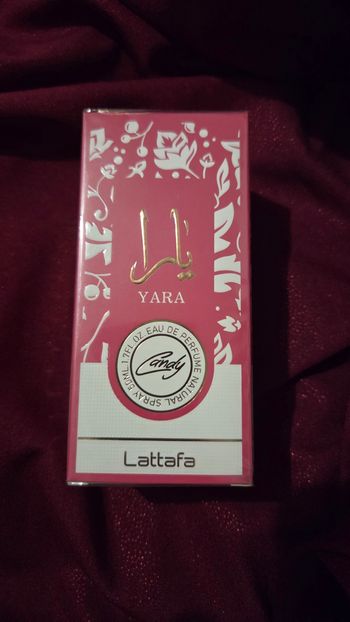 يارا
YARA
Candy
EAU DE PERFUME NATURAL SPRAY 50ML.1.7FL.OZ.
Lattafa